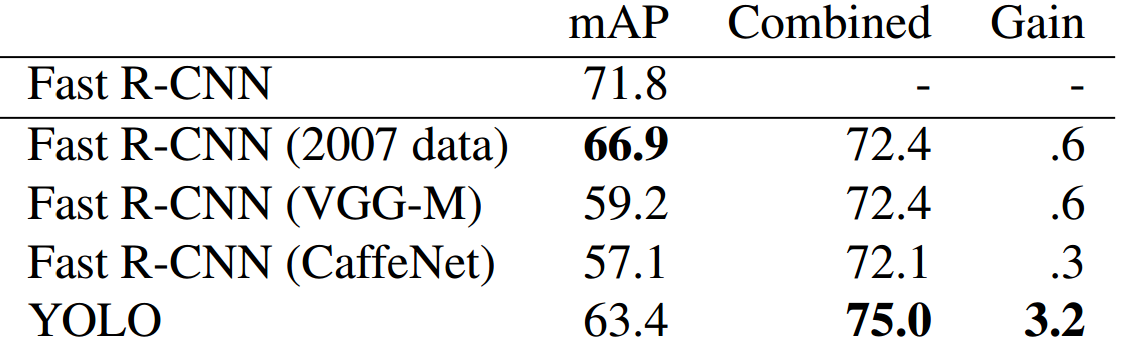 mAP Combined Gain
Fast R-CNN 71.8 - -
Fast R-CNN (2007 data) 66.9 72.4 .6
Fast R-CNN (VGG-M) 59.2 72.4 .6
Fast R-CNN (CaffeNet) 57.1 72.1 .3
YOLO 63.4 75.0 3.2